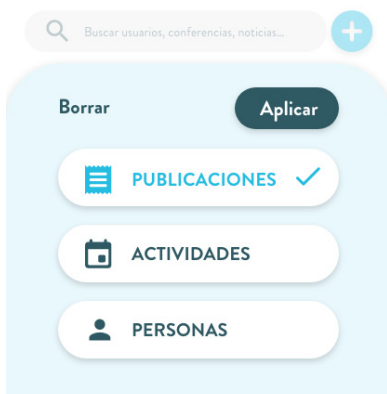 Buscar usuarios, conferencias, noticias...
Borrar
Aplicar
PUBLICACIONES
ACTIVIDADES
PERSONAS